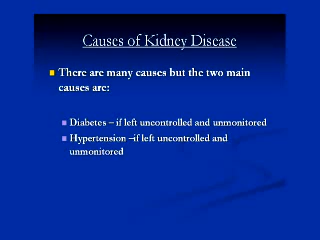 Causes of Kidney Disease
There are many causes but the two main
causes are:
Diabetes – if left uncontrolled and unmonitored
Hypertension –if left uncontrolled and
unmonitored